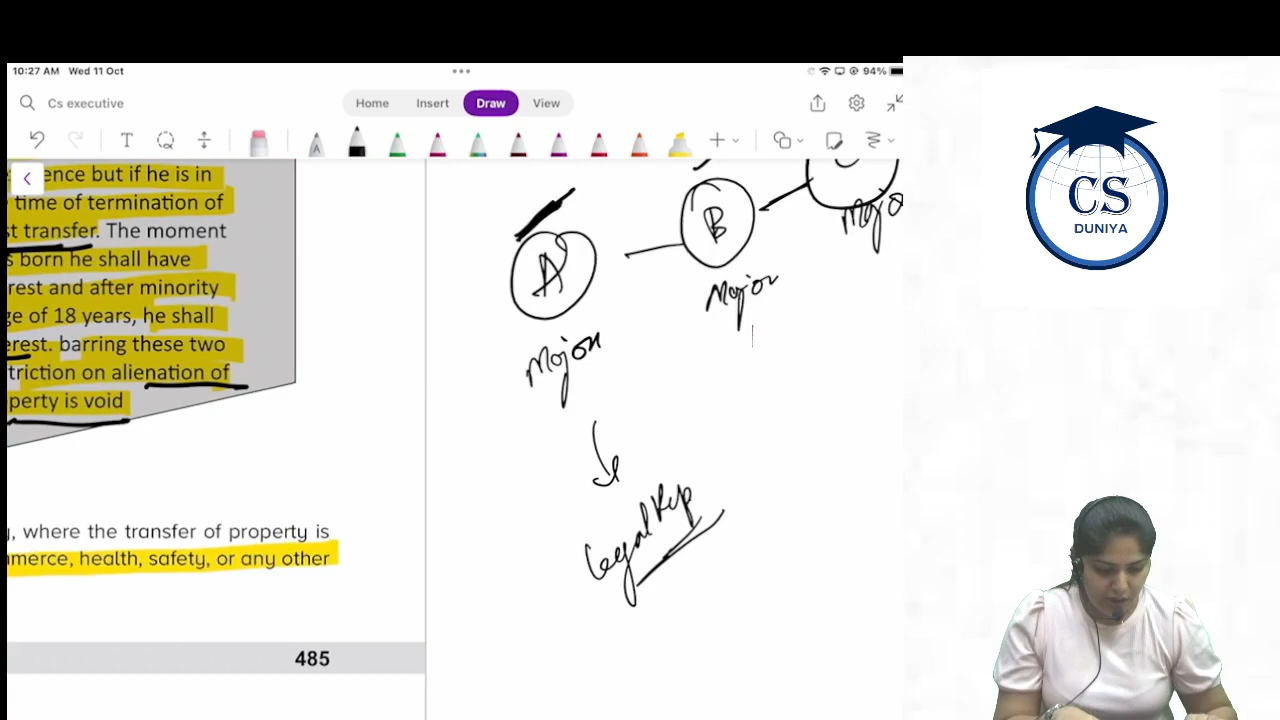 10:27 AM Wed 11 Oct
94%
Cs executive
Home Insert Draw View
ence but if he is in
time of termination of
st transfer. The moment
s born he shall have
rest and after minority
ge of 18 years, he shall
erest. barring these two
triction on alienation of
perty is void
, where the transfer of property is
mmerce, health, safety, or any other
485
A
B
Major
Major
Major
Legal Rep
CS
DUNIYA